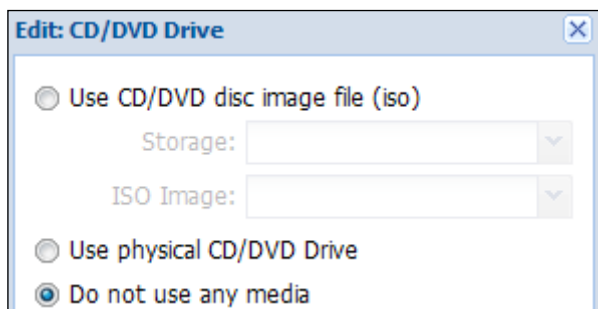 Edit: CD/DVD Drive
Use CD/DVD disc image file (iso)
Storage:
ISO Image:
Use physical CD/DVD Drive
Do not use any media